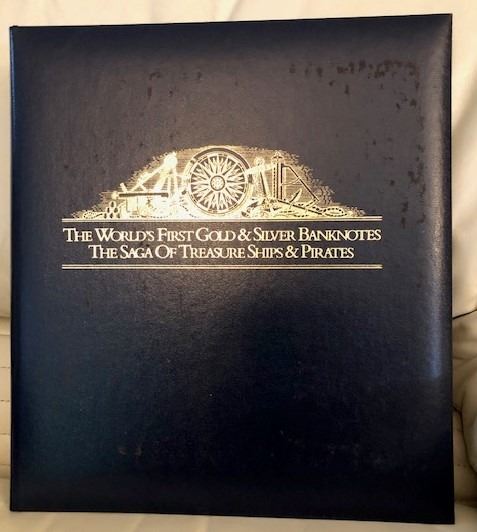 The World's First Gold & Silver Banknotes
The Saga Of Treasure Ships & Pirates